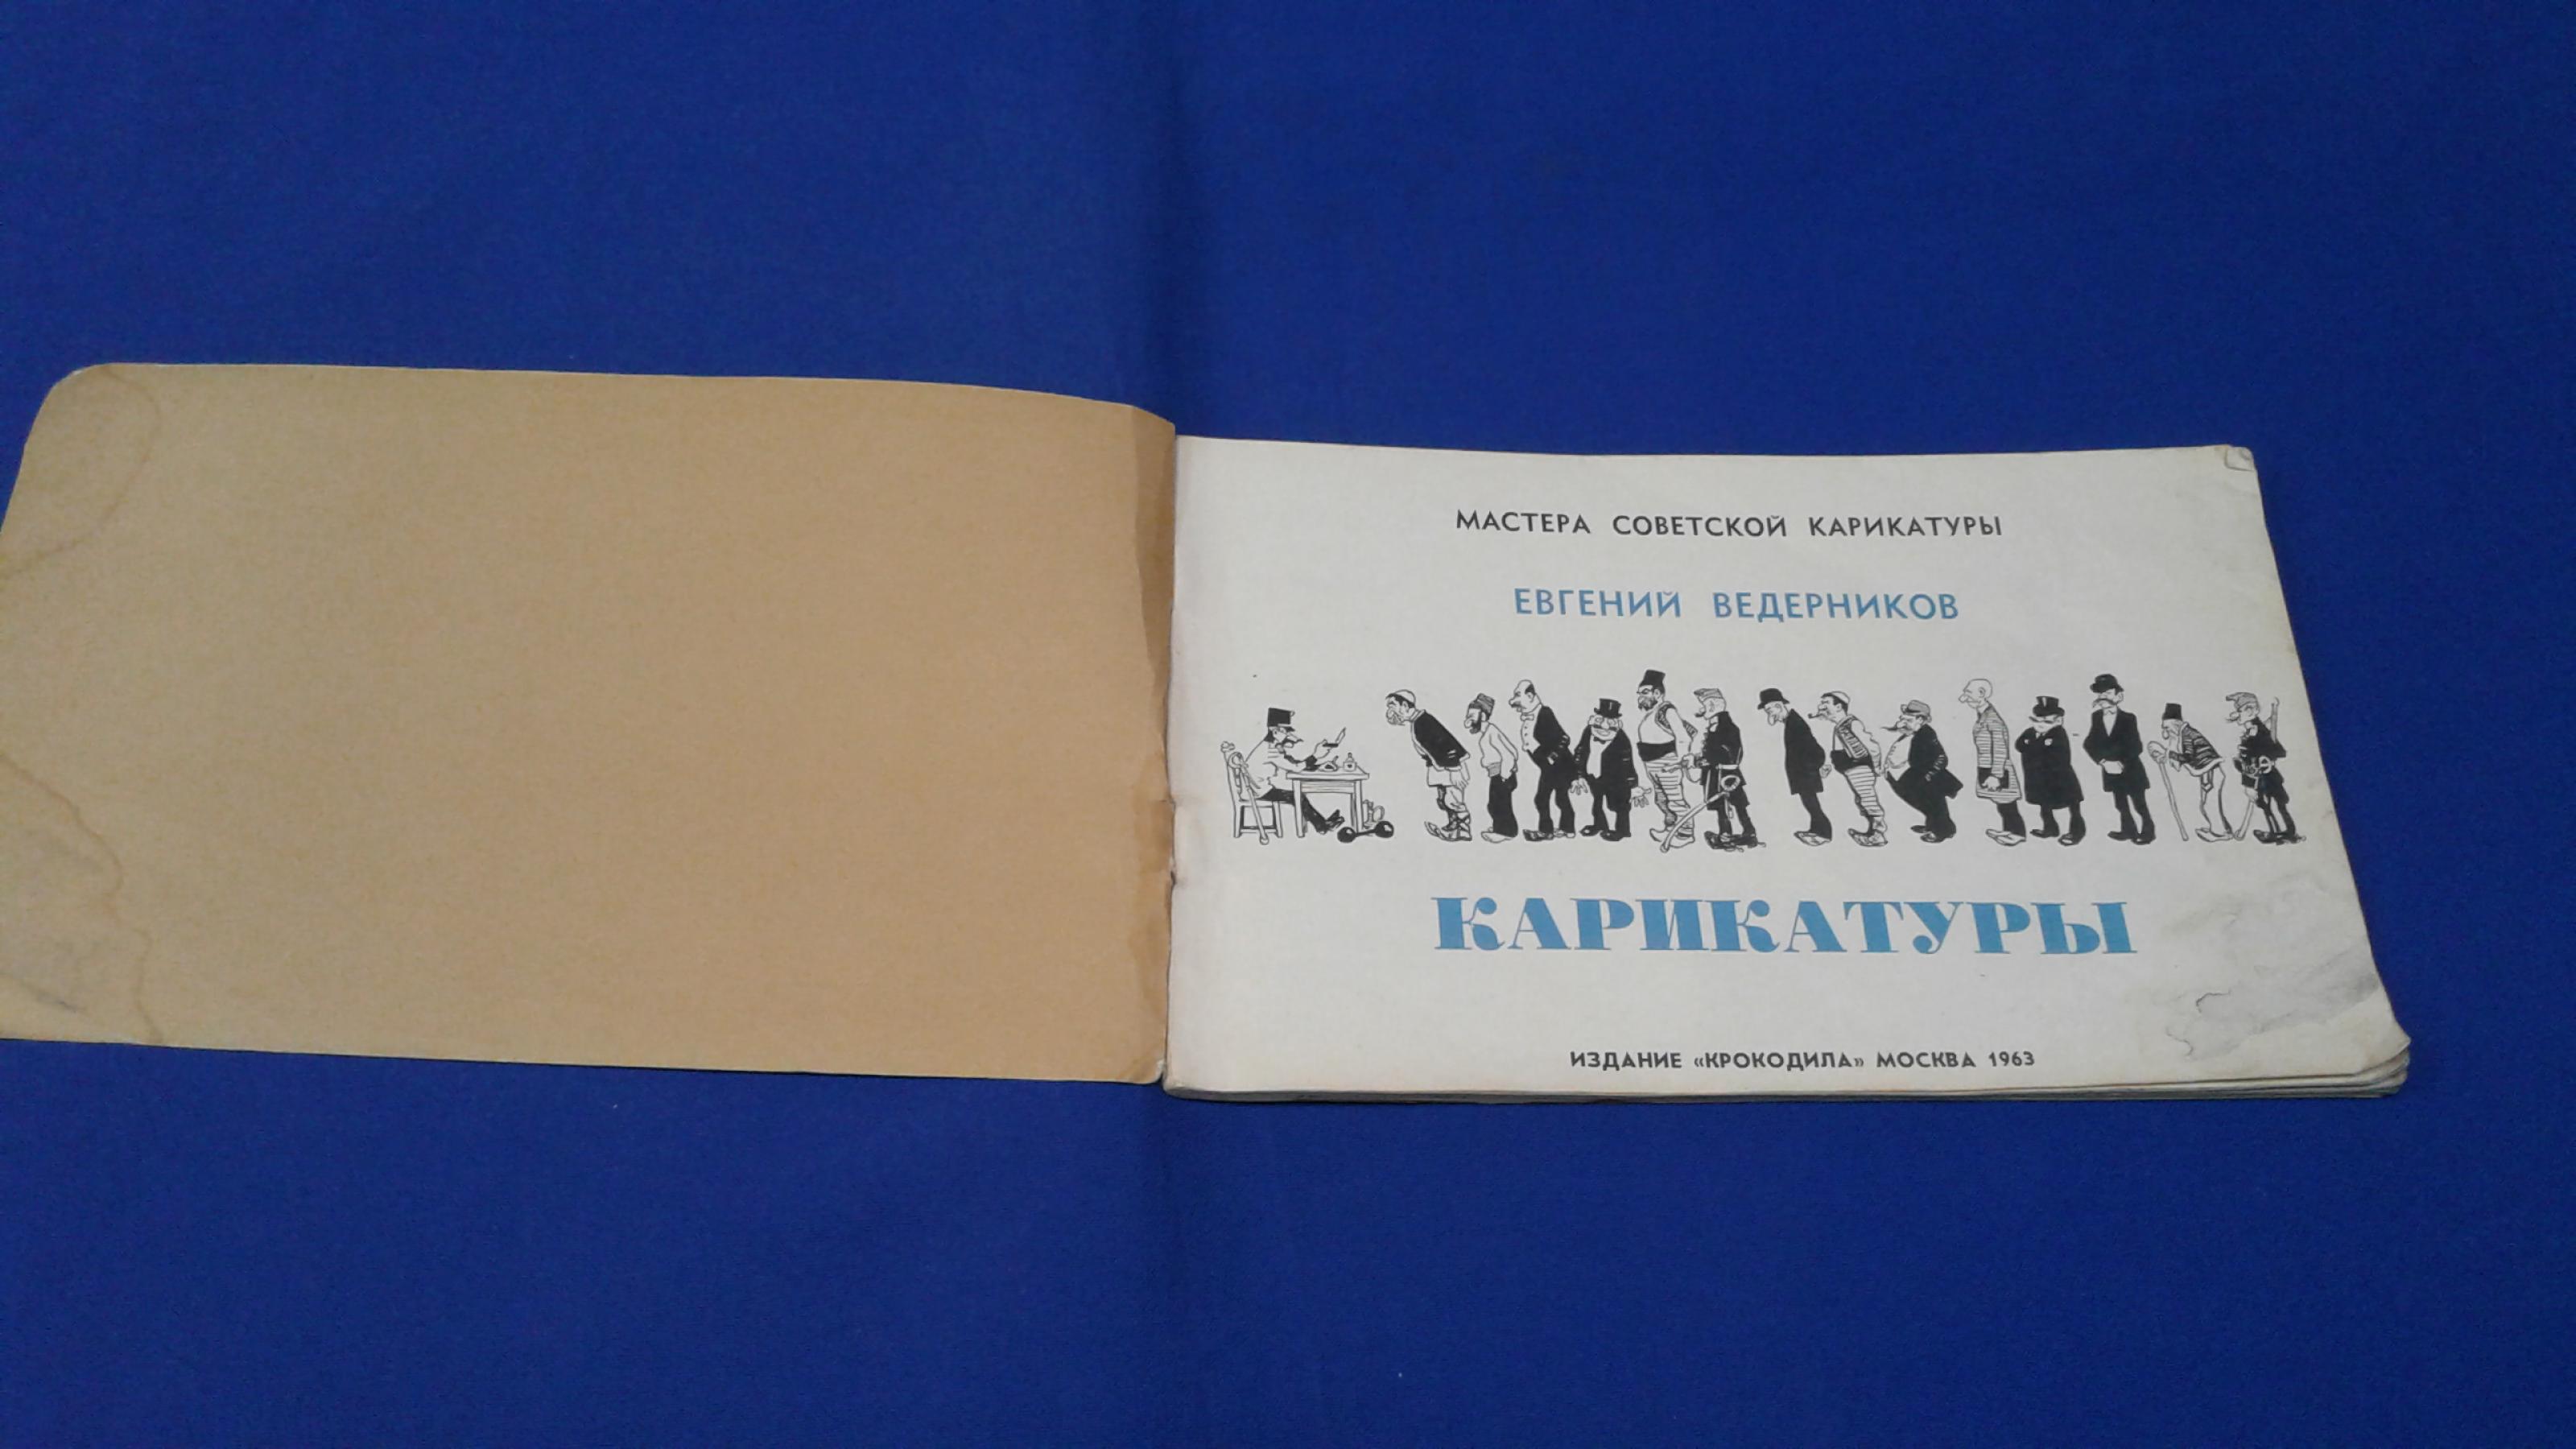 МАСТЕРА СОВЕТСКОЙ КАРИКАТУРЫ
ЕВГЕНИЙ ВЕДЕРНИКОВ
КАРИКАТУРЫ
ИЗДАНИЕ «КРОКОДИЛА» МОСКВА 1963